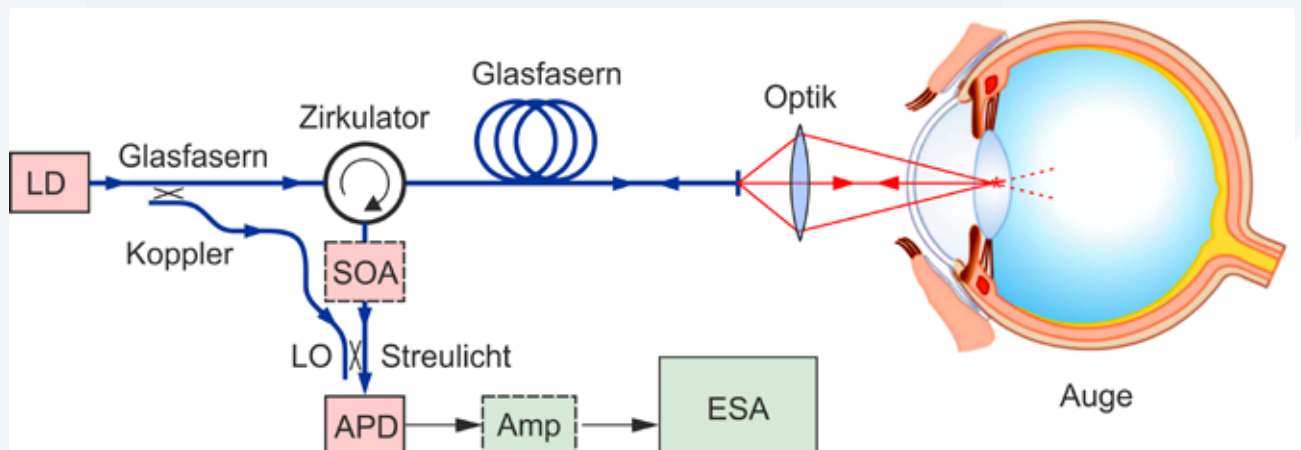 Glasfasern
Optik
Zirkulator
Glasfasern
LD
Koppler
SOA
LO
Streulicht
APD
Amp
ESA
Auge